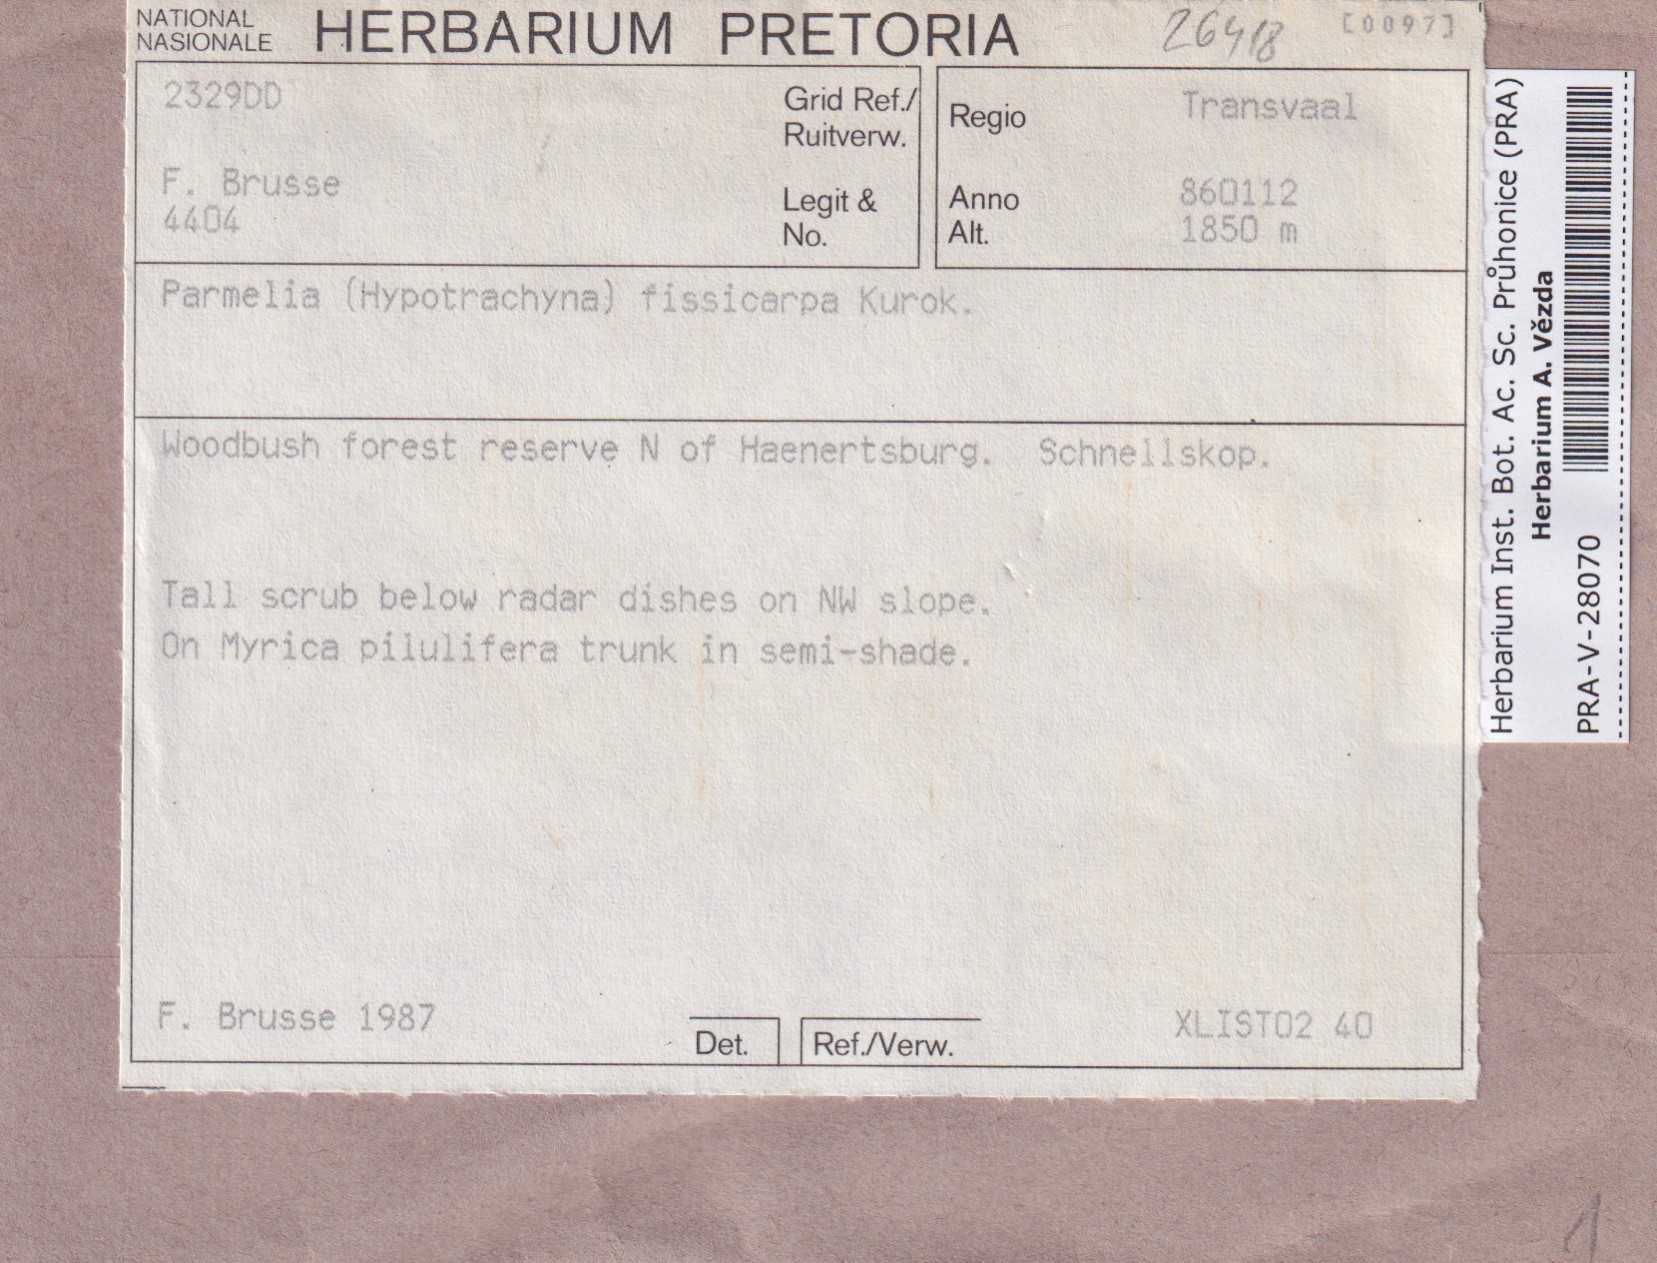 NATIONAL
NASIONALE
HERBARIUM PRETORIA
26418
[0097]
2329DD
Grid Ref./
Ruitverw.
F. Brusse
4404
Legit &
No.
Regio
Transvaal
Anno
860112
Alt.
1850 m
Parmelia (Hypotrachyna) fissicarpa Kurok.
Woodbush forest reserve N of Haenertsburg. Schnellskop.
Tall scrub below radar dishes on NW slope.
On Myrica pilulifera trunk in semi-shade.
F. Brusse 1987
Det.
Ref./Verw.
XLIST02 40
Herbarium Inst. Bot. Ac. Sc. Průhonice (PRA)
Herbarium A. Vězda
PRA-V-28070
1